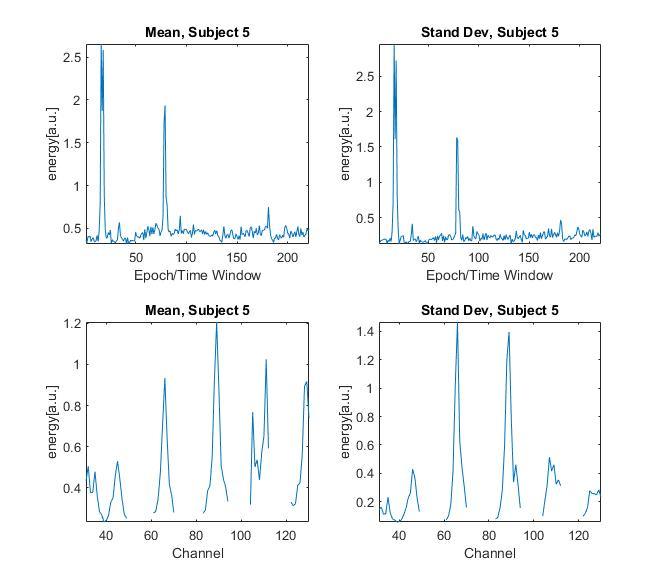 Mean, Subject 5
2.5
2
1.5
1
0.5
energy[a.u.]
50 100 150 200
Epoch/Time Window
Stand Dev, Subject 5
2.5
2
1.5
1
0.5
energy[a.u.]
50 100 150 200
Epoch/Time Window
Mean, Subject 5
1.2
1
0.8
0.6
0.4
energy[a.u.]
40 60 80 100 120
Channel
Stand Dev, Subject 5
1.4
1.2
1
0.8
0.6
0.4
0.2
energy[a.u.]
40 60 80 100 120
Channel